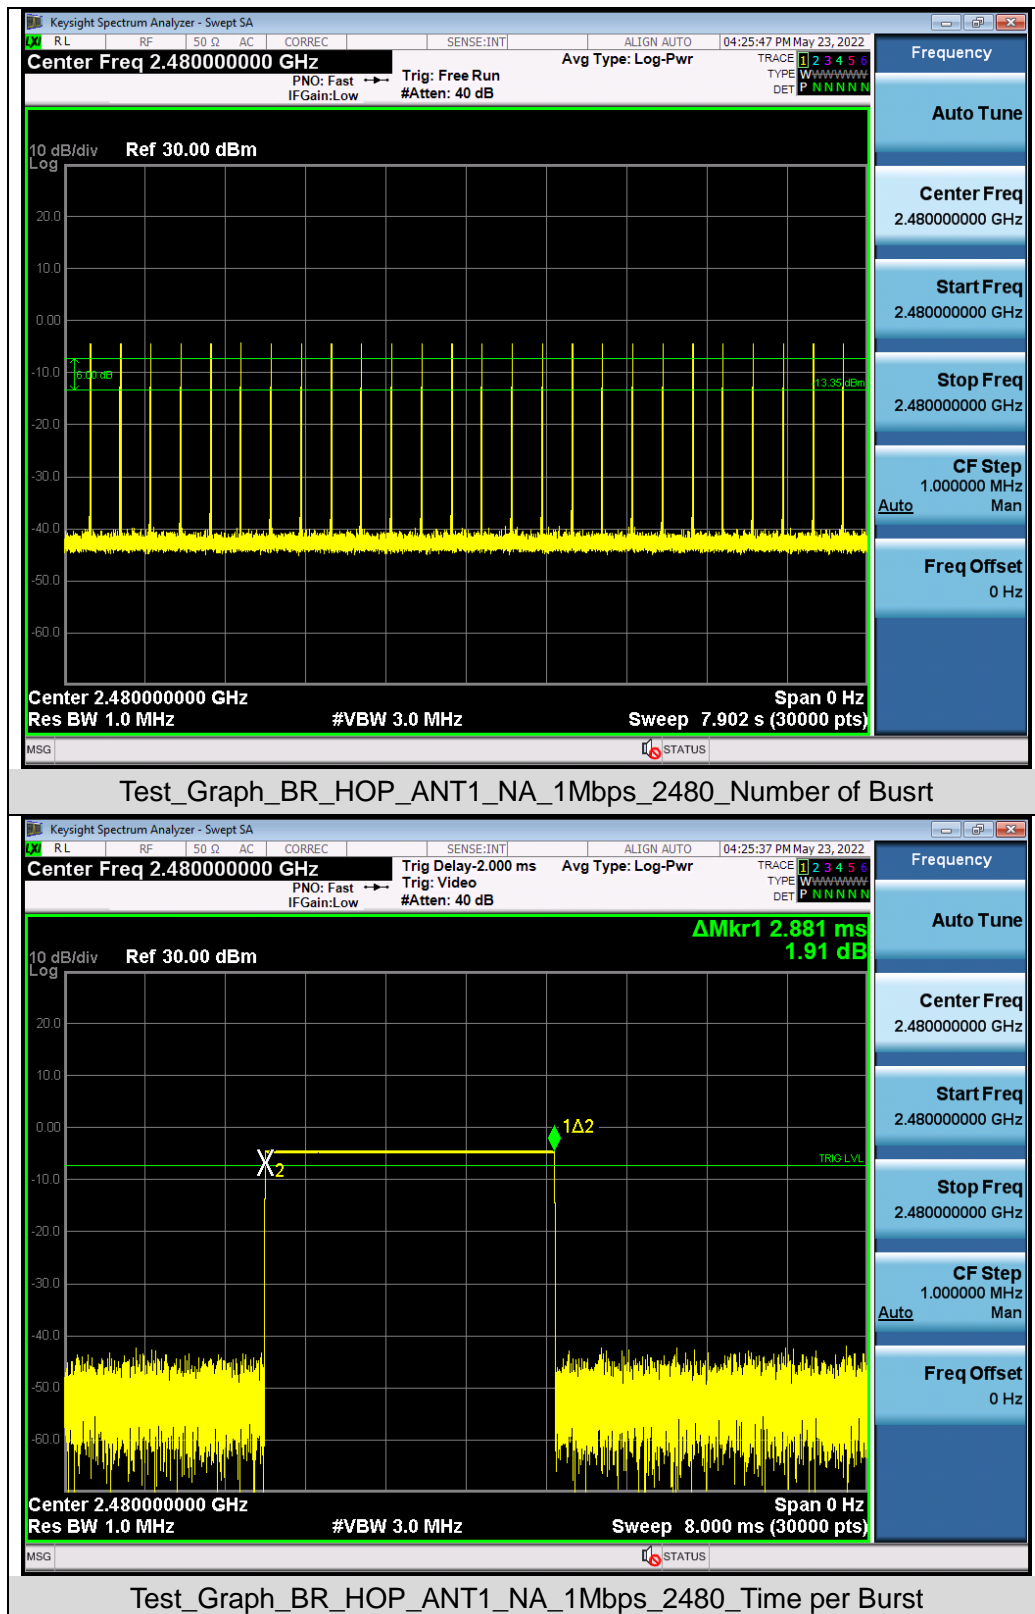 Keysight Spectrum Analyzer - Swept SA
LXI RL RF 50 Ω AC CORREC SENSE:INT ALIGN AUTO 04:25:47 PM May 23, 2022
Center Freq 2.480000000 GHz Avg Type: Log-Pwr TRACE 1 2 3 4 5 6
PNO: Fast Trig: Free Run TYPE WWWWWW
IFGain:Low #Atten: 40 dB DET P N N N N N
Frequency
Auto Tune
Center Freq
2.480000000 GHz
Start Freq
2.480000000 GHz
Stop Freq
2.480000000 GHz
CF Step
1.000000 MHz
Auto Man
Freq Offset
0 Hz
10 dB/div Ref 30.00 dBm
Log
20.0
10.0
0.00
-10.0
6.00 dB
-13.35 dBm
-20.0
-30.0
-40.0
-50.0
-60.0
Center 2.480000000 GHz Span 0 Hz
Res BW 1.0 MHz #VBW 3.0 MHz Sweep 7.902 s (30000 pts)
MSG STATUS
Test_Graph_BR_HOP_ANT1_NA_1Mbps_2480_Number of Busrt
Keysight Spectrum Analyzer - Swept SA
LXI RL RF 50 Ω AC CORREC SENSE:INT ALIGN AUTO 04:25:37 PM May 23, 2022
Center Freq 2.480000000 GHz Trig Delay-2.000 ms Avg Type: Log-Pwr TRACE 1 2 3 4 5 6
PNO: Fast Trig: Video TYPE WWWWWW
IFGain:Low #Atten: 40 dB DET P N N N N N
Frequency
Auto Tune
Center Freq
2.480000000 GHz
Start Freq
2.480000000 GHz
Stop Freq
2.480000000 GHz
CF Step
1.000000 MHz
Auto Man
Freq Offset
0 Hz
ΔMkr1 2.881 ms
1.91 dB
10 dB/div Ref 30.00 dBm
Log
20.0
10.0
0.00
1Δ2
TRIG LVL
2
-10.0
-20.0
-30.0
-40.0
-50.0
-60.0
Center 2.480000000 GHz Span 0 Hz
Res BW 1.0 MHz #VBW 3.0 MHz Sweep 8.000 ms (30000 pts)
MSG STATUS
Test_Graph_BR_HOP_ANT1_NA_1Mbps_2480_Time per Burst